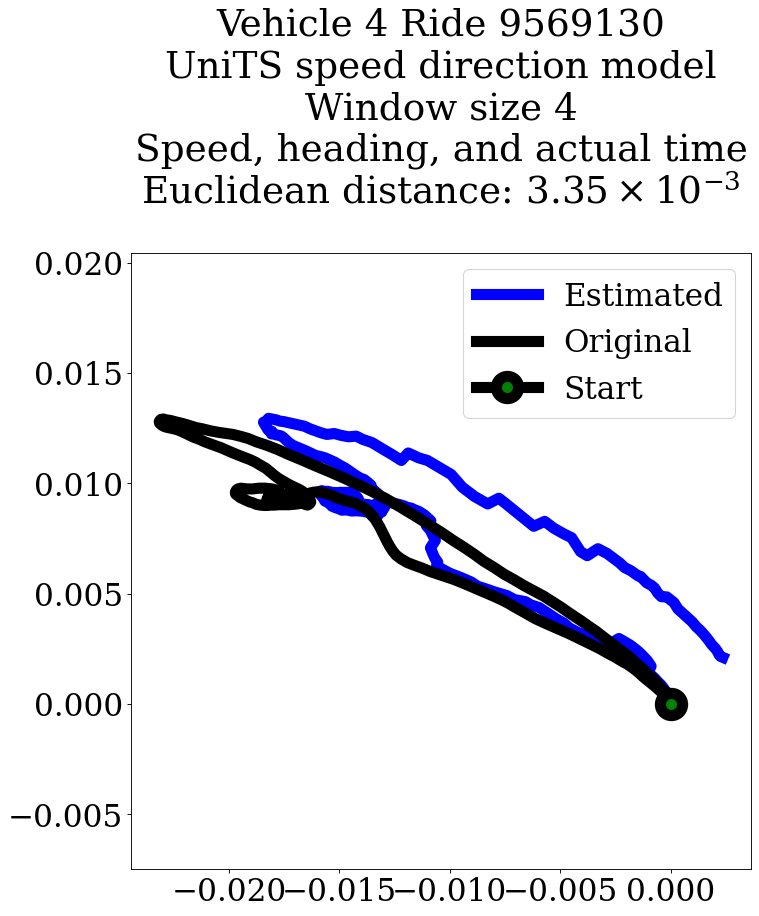 Vehicle 4 Ride 9569130
UniTS speed direction model
Window size 4
Speed, heading, and actual time
Euclidean distance: 3.35 × 10⁻³
0.020
0.015
0.010
0.005
0.000
−0.005
Estimated
Original
Start
−0.020 −0.015 −0.010 −0.005 0.000